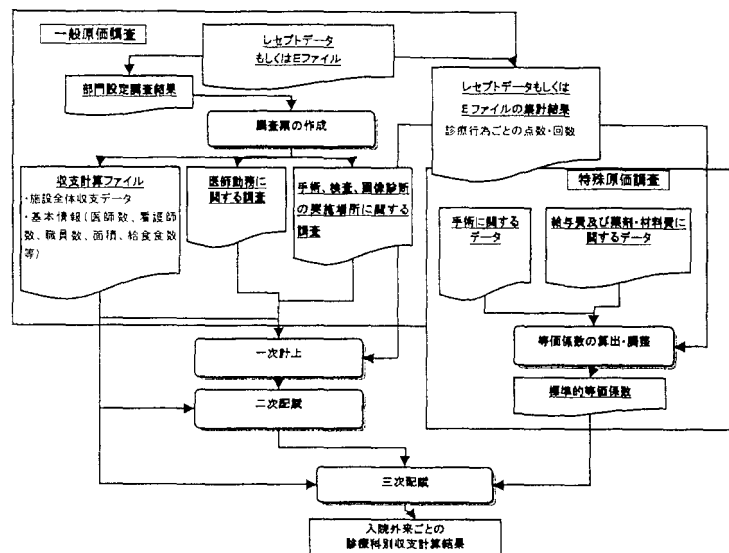 一般原価調査
レセプトデータ
もしくはEファイル
部門設定調査結果
調査票の作成
レセプトデータもしくは
Eファイルの集計結果
診療行為ごとの点数・回数
収支計算ファイル
・施設全体収支データ
・基本情報(医師数、看護師
数、職員数、面積、給食食数
等)
医師勤務に
関する調査
手術、検査、画像診断
の実施場所に関する
調査
特殊原価調査
手術に関する
データ
給与費及び薬剤・材料費に
関するデータ
一次計上
等価係数の算出・調整
二次配賦
標準的等価係数
三次配賦
入院外来ごとの
診療科別収支計算結果